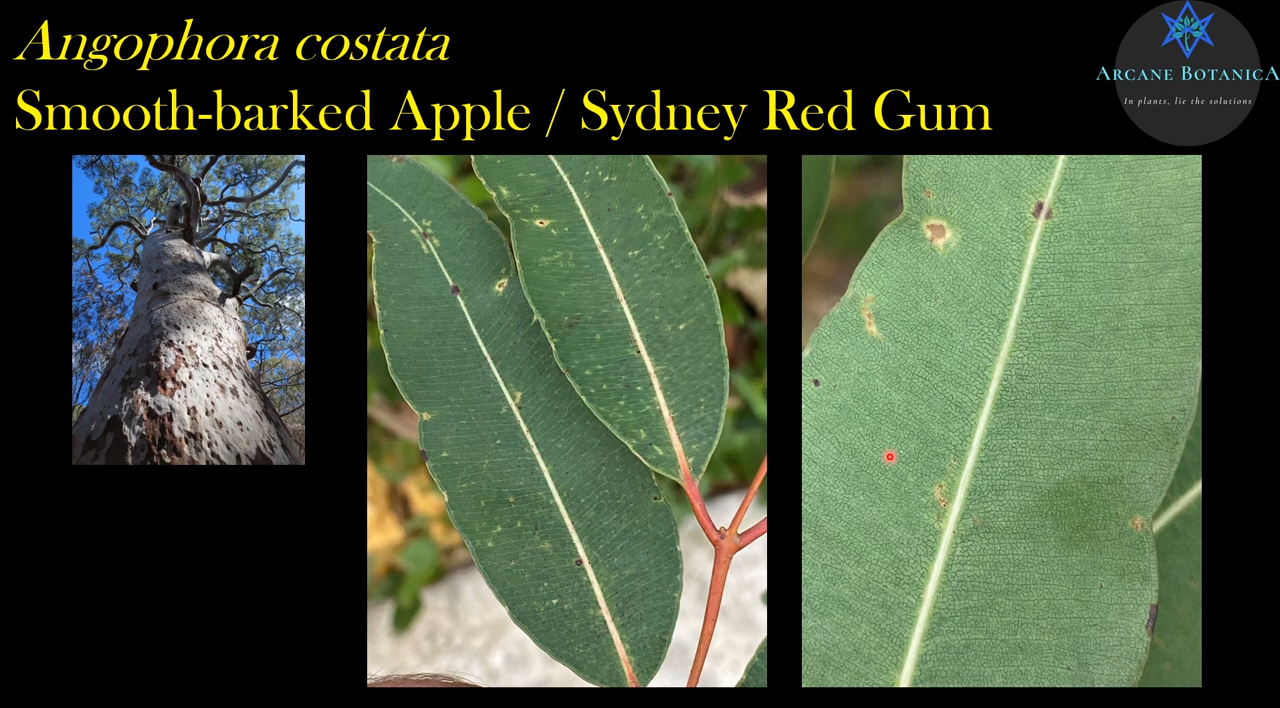 Angophora costata
Smooth-barked Apple / Sydney Red Gum
ARCANE BOTANICA
In plants, lie the solutions